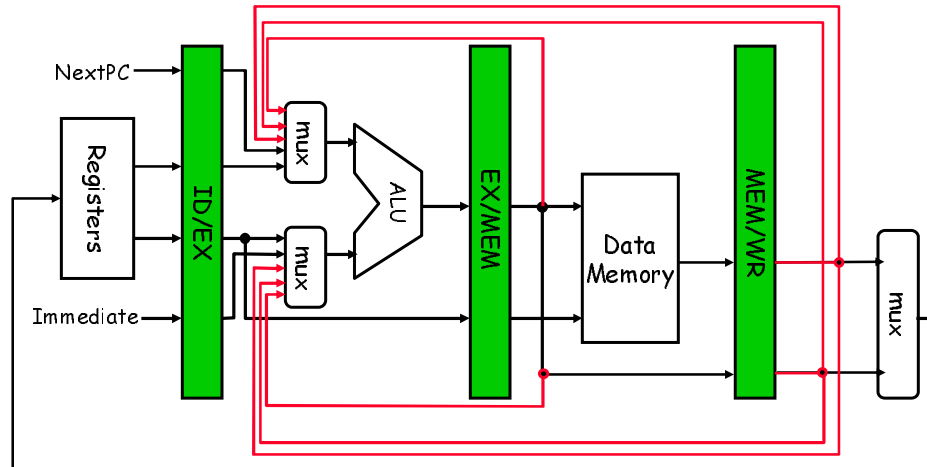 NextPC
Registers
Immediate
ID/EX
mux
mux
ALU
EX/MEM
Data
Memory
MEM/WR
mux